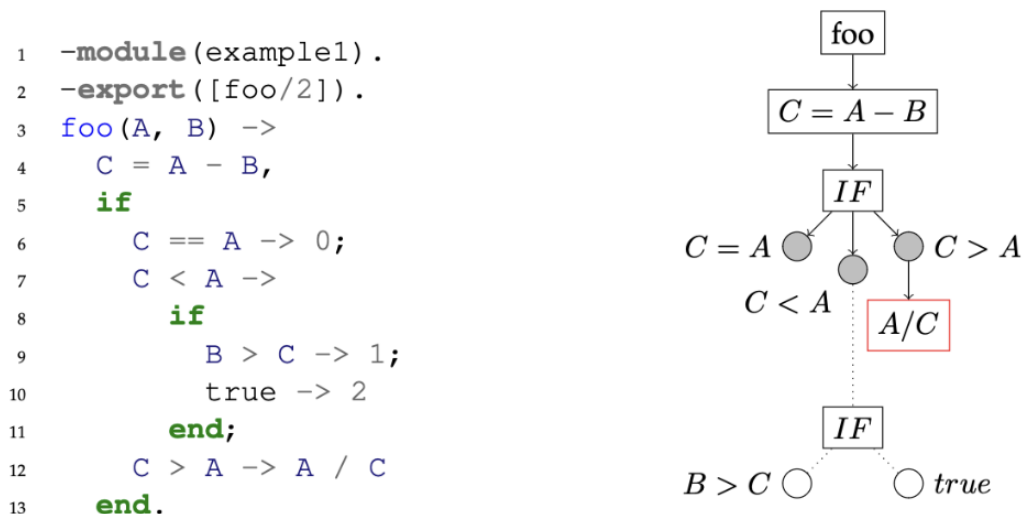 1 -module(example1).
2 -export([foo/2]).
3 foo(A, B) ->
4 C = A - B,
5 if
6 C == A -> 0;
7 C < A ->
8 if
9 B > C -> 1;
10 true -> 2
11 end;
12 C > A -> A / C
13 end.
foo
C = A − B
IF
C = A
C > A
C < A
A/C
IF
B > C
true